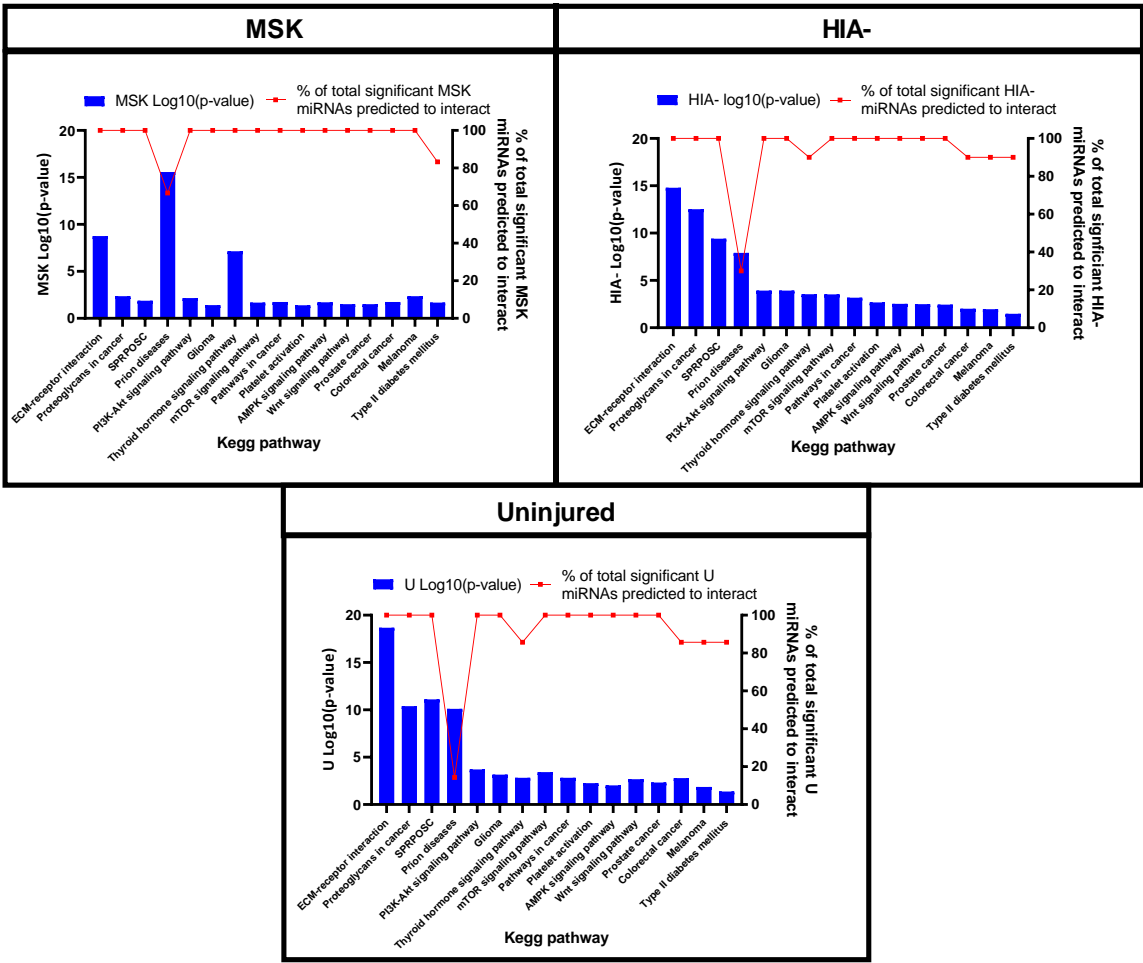 MSK
MSK Log10(p-value)
% of total significant MSK
miRNAs predicted to interact
20
15
10
5
0
MSK Log10(p-value)
100
80
60
40
20
0
% of total significant MSK
miRNAs predicted to interact
ECM-receptor interaction
Proteoglycans in cancer
SPRPOSC
Prion diseases
PI3K-Akt signaling pathway
Glioma
Thyroid hormone signaling pathway
mTOR signaling pathway
Pathways in cancer
Platelet activation
AMPK signaling pathway
Wnt signaling pathway
Prostate cancer
Colorectal cancer
Melanoma
Type II diabetes mellitus
Kegg pathway
HIA-
HIA- log10(p-value)
% of total significant HIA-
miRNAs predicted to interact
20
15
10
5
0
HIA- Log10(p-value)
100
80
60
40
20
0
% of total signficiant HIA-
miRNAs predicted to interact
ECM-receptor interaction
Proteoglycans in cancer
SPRPOSC
Prion diseases
PI3K-Akt signaling pathway
Glioma
Thyroid hormone signaling pathway
mTOR signaling pathway
Pathways in cancer
Platelet activation
AMPK signaling pathway
Wnt signaling pathway
Prostate cancer
Colorectal cancer
Melanoma
Type II diabetes mellitus
Kegg pathway
Uninjured
U Log10(p-value)
% of total significant U
miRNAs predicted to interact
20
15
10
5
0
U Log10(p-value)
100
80
60
40
20
0
% of total significant U
miRNAs predicted to interact
ECM-receptor interaction
Proteoglycans in cancer
SPRPOSC
Prion diseases
PI3K-Akt signaling pathway
Glioma
Thyroid hormone signaling pathway
mTOR signaling pathway
Pathways in cancer
Platelet activation
AMPK signaling pathway
Wnt signaling pathway
Prostate cancer
Colorectal cancer
Melanoma
Type II diabetes mellitus
Kegg pathway